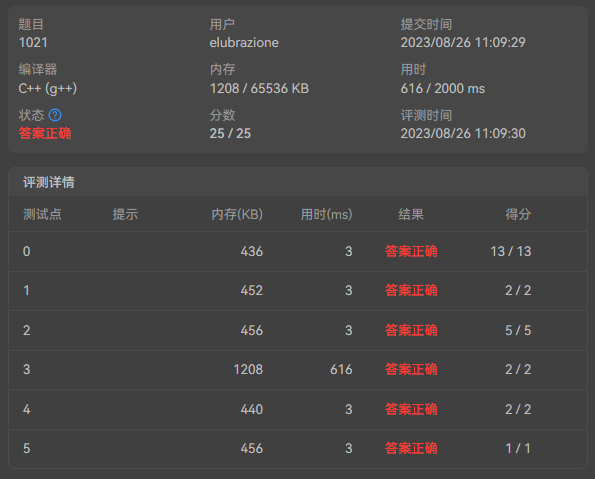 题目 用户 提交时间
1021 elubrazione 2023/08/26 11:09:29
编译器 内存 用时
C++ (g++) 1208 / 65536 KB 616 / 2000 ms
状态 ? 分数 评测时间
答案正确 25 / 25 2023/08/26 11:09:30
评测详情
测试点 提示 内存(KB) 用时(ms) 结果 得分
0 436 3 答案正确 13 / 13
1 452 3 答案正确 2 / 2
2 456 3 答案正确 5 / 5
3 1208 616 答案正确 2 / 2
4 440 3 答案正确 2 / 2
5 456 3 答案正确 1 / 1